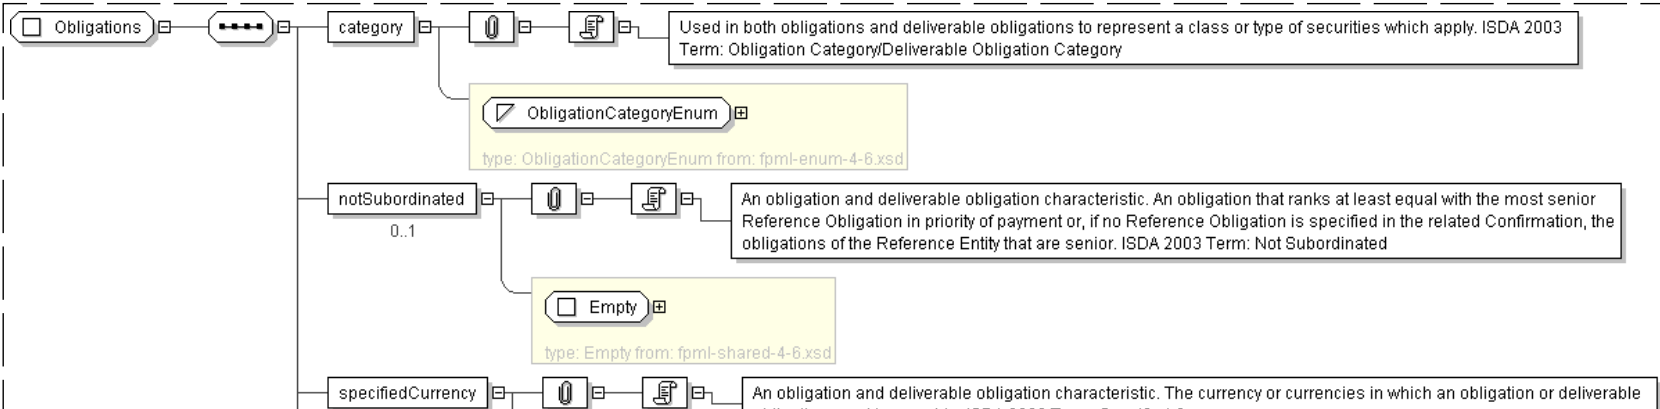 Obligations
category
Used in both obligations and deliverable obligations to represent a class or type of securities which apply. ISDA 2003
Term: Obligation Category/Deliverable Obligation Category
ObligationCategoryEnum
type: ObligationCategoryEnum from: fpml-enum-4-6.xsd
notSubordinated
0..1
An obligation and deliverable obligation characteristic. An obligation that ranks at least equal with the most senior
Reference Obligation in priority of payment or, if no Reference Obligation is specified in the related Confirmation, the
obligations of the Reference Entity that are senior. ISDA 2003 Term: Not Subordinated
Empty
type: Empty from: fpml-shared-4-6.xsd
specifiedCurrency
An obligation and deliverable obligation characteristic. The currency or currencies in which an obligation or deliverable